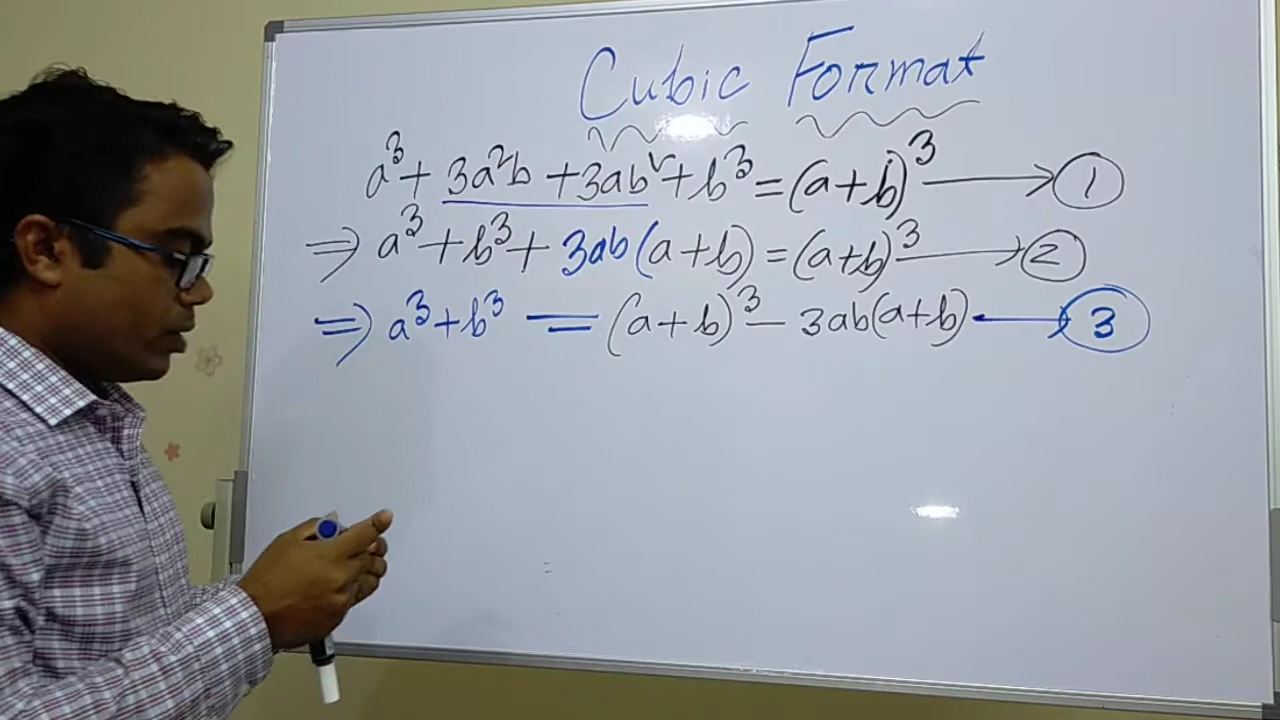 Cubic Format
a³ + 3a²b + 3ab² + b³ = (a+b)³ → 1
⇒ a³ + b³ + 3ab(a+b) = (a+b)³ → 2
⇒ a³ + b³ = (a+b)³ − 3ab(a+b) → 3